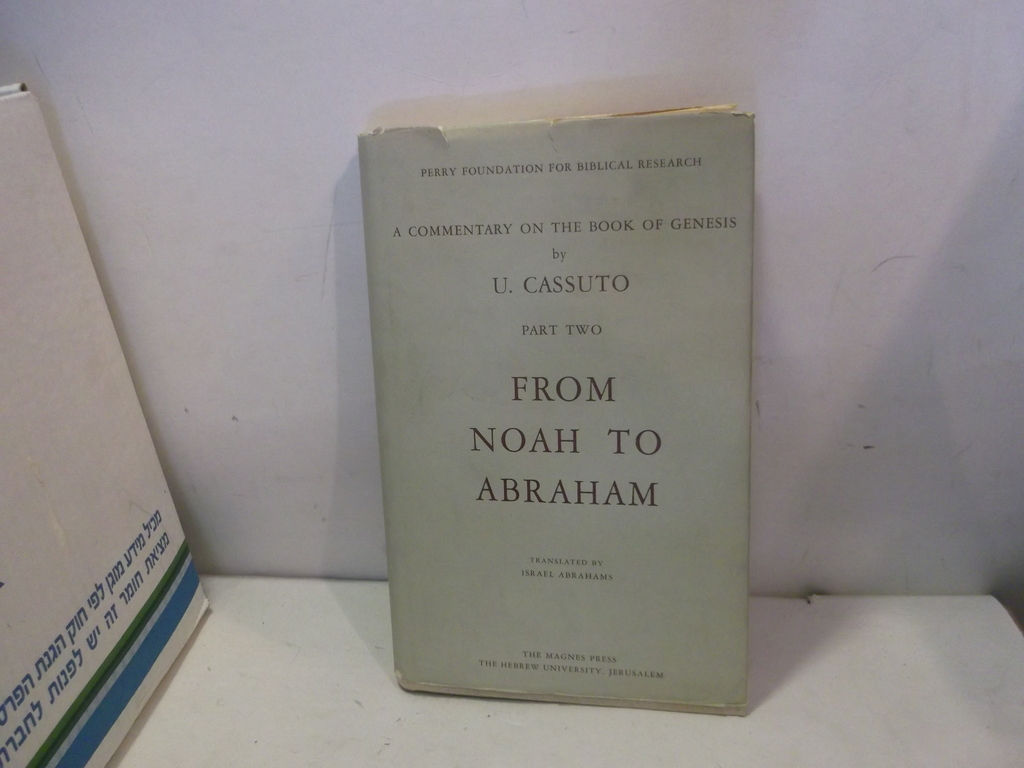 PERRY FOUNDATION FOR BIBLICAL RESEARCH
A COMMENTARY ON THE BOOK OF GENESIS
by
U. CASSUTO
PART TWO
FROM
NOAH TO
ABRAHAM
TRANSLATED BY
ISRAEL ABRAHAMS
THE MAGNES PRESS
THE HEBREW UNIVERSITY, JERUSALEM
מכיל מידע מוגן לפי חוק הגנת הפרט
מציאת חומר זה יש לפנות לחברת